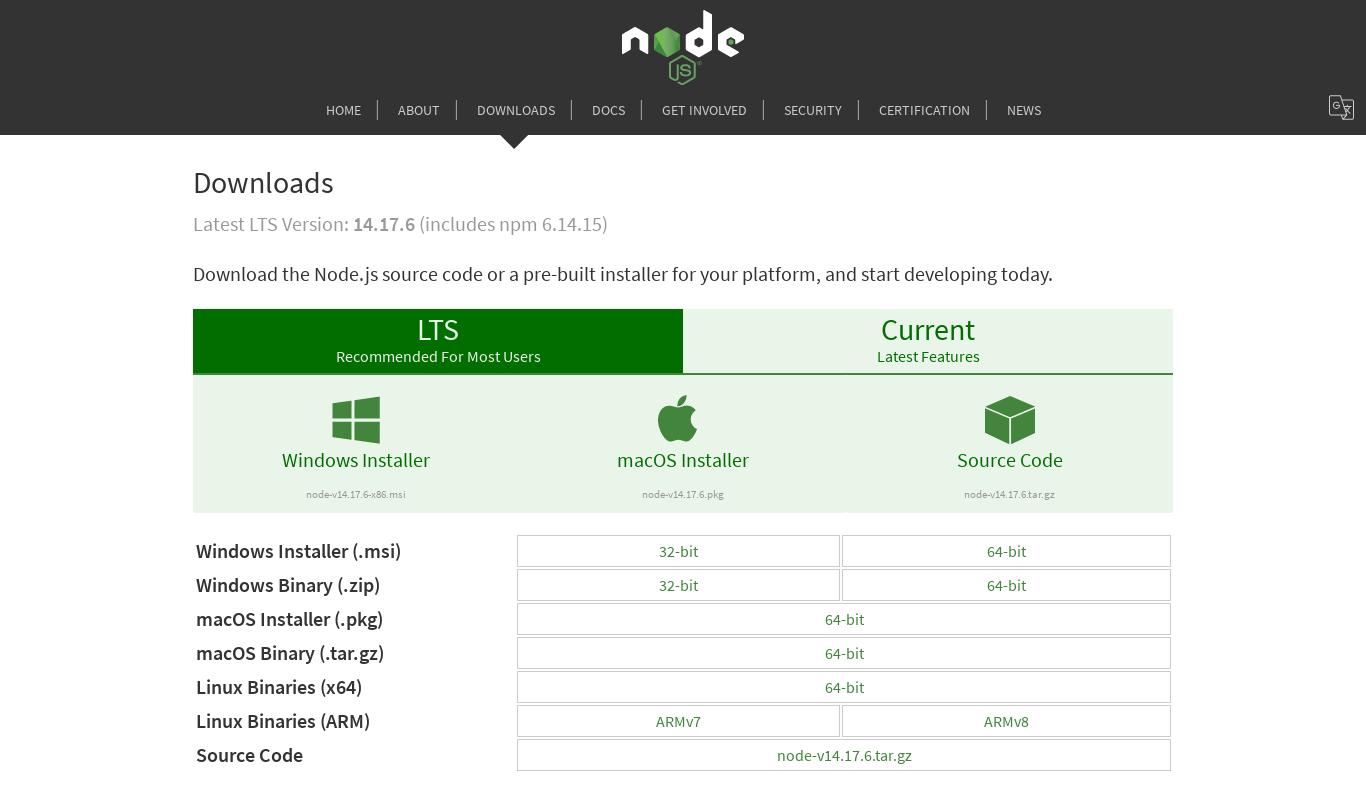 node
JS
HOME
ABOUT
DOWNLOADS
DOCS
GET INVOLVED
SECURITY
CERTIFICATION
NEWS
Downloads
Latest LTS Version: 14.17.6 (includes npm 6.14.15)
Download the Node.js source code or a pre-built installer for your platform, and start developing today.
LTS
Recommended For Most Users
Current
Latest Features
Windows Installer
node-v14.17.6-x86.msi
macOS Installer
node-v14.17.6.pkg
Source Code
node-v14.17.6.tar.gz
Windows Installer (.msi) 32-bit 64-bit
Windows Binary (.zip) 32-bit 64-bit
macOS Installer (.pkg) 64-bit
macOS Binary (.tar.gz) 64-bit
Linux Binaries (x64) 64-bit
Linux Binaries (ARM) ARMv7 ARMv8
Source Code node-v14.17.6.tar.gz